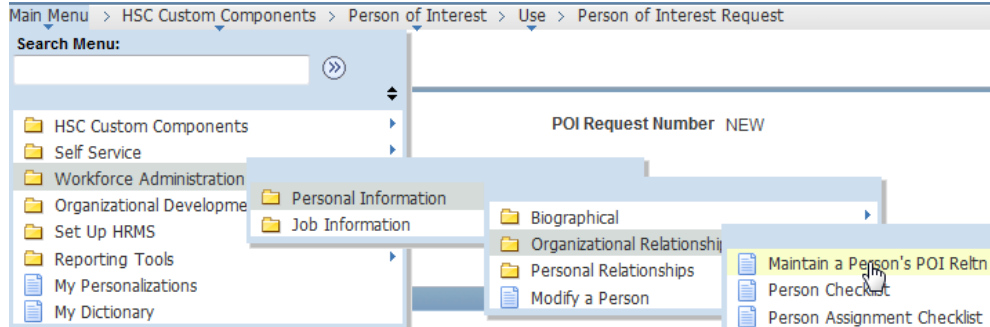 Main Menu > HSC Custom Components > Person of Interest > Use > Person of Interest Request
Search Menu:
POI Request Number NEW
HSC Custom Components
Self Service
Workforce Administration
Organizational Developme
Set Up HRMS
Reporting Tools
My Personalizations
My Dictionary
Personal Information
Job Information
Biographical
Organizational Relationship
Personal Relationships
Modify a Person
Maintain a Person's POI Reltn
Person Checklist
Person Assignment Checklist